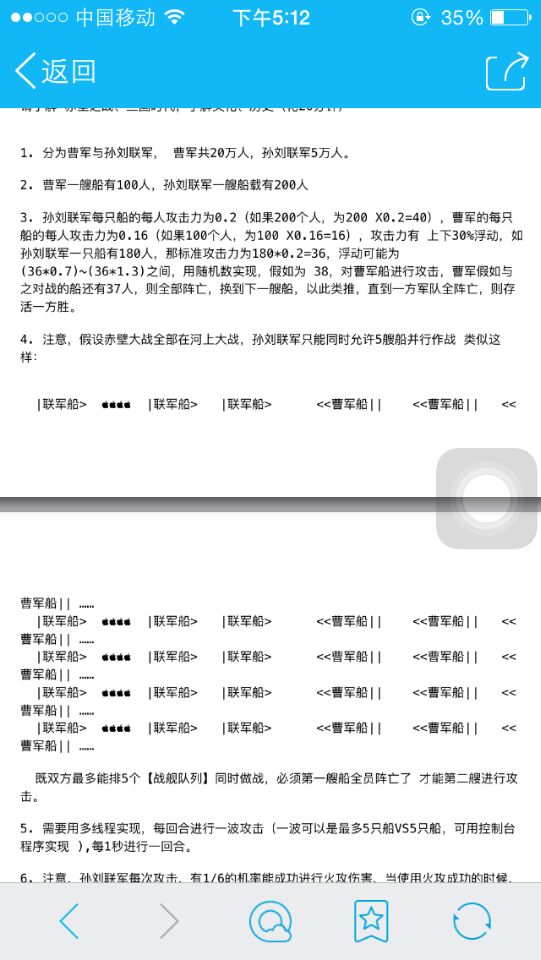 中国移动
下午5:12
35%
返回
1. 分为曹军与孙刘联军， 曹军共20万人，孙刘联军5万人。
2. 曹军一艘船有100人，孙刘联军一艘船载有200人
3. 孙刘联军每只船的每人攻击力为0.2（如果200个人，为200 X0.2=40），曹军的每只
船的每人攻击力为0.16（如果100个人，为100 X0.16=16），攻击力有 上下30%浮动，如
孙刘联军一只船有180人，那标准攻击力为180*0.2=36，浮动可能为
(36*0.7)~(36*1.3)之间，用随机数实现，假如为 38，对曹军船进行攻击，曹军假如与
之对战的船还有37人，则全部阵亡，换到下一艘船，以此类推，直到一方军队全阵亡，则存
活一方胜。
4. 注意，假设赤壁大战全部在河上大战，孙刘联军只能同时允许5艘船并行作战 类似这
样：
|联军船> |联军船> |联军船> <<曹军船|| <<曹军船|| <<
曹军船|| ……
|联军船> |联军船> |联军船> <<曹军船|| <<曹军船|| <<
曹军船|| ……
|联军船> |联军船> |联军船> <<曹军船|| <<曹军船|| <<
曹军船|| ……
|联军船> |联军船> |联军船> <<曹军船|| <<曹军船|| <<
曹军船|| ……
|联军船> |联军船> |联军船> <<曹军船|| <<曹军船|| <<
曹军船|| ……
既双方最多能排5个【战舰队列】同时做战，必须第一艘船全员阵亡了 才能第二艘进行攻
击。
5. 需要用多线程实现，每回合进行一波攻击（一波可以是最多5只船VS5只船，可用控制台
程序实现 ）,每1秒进行一回合。
6. 注意，孙刘联军每次攻击，有1/6的机率能成功进行火攻伤害，当使用火攻成功的时候，